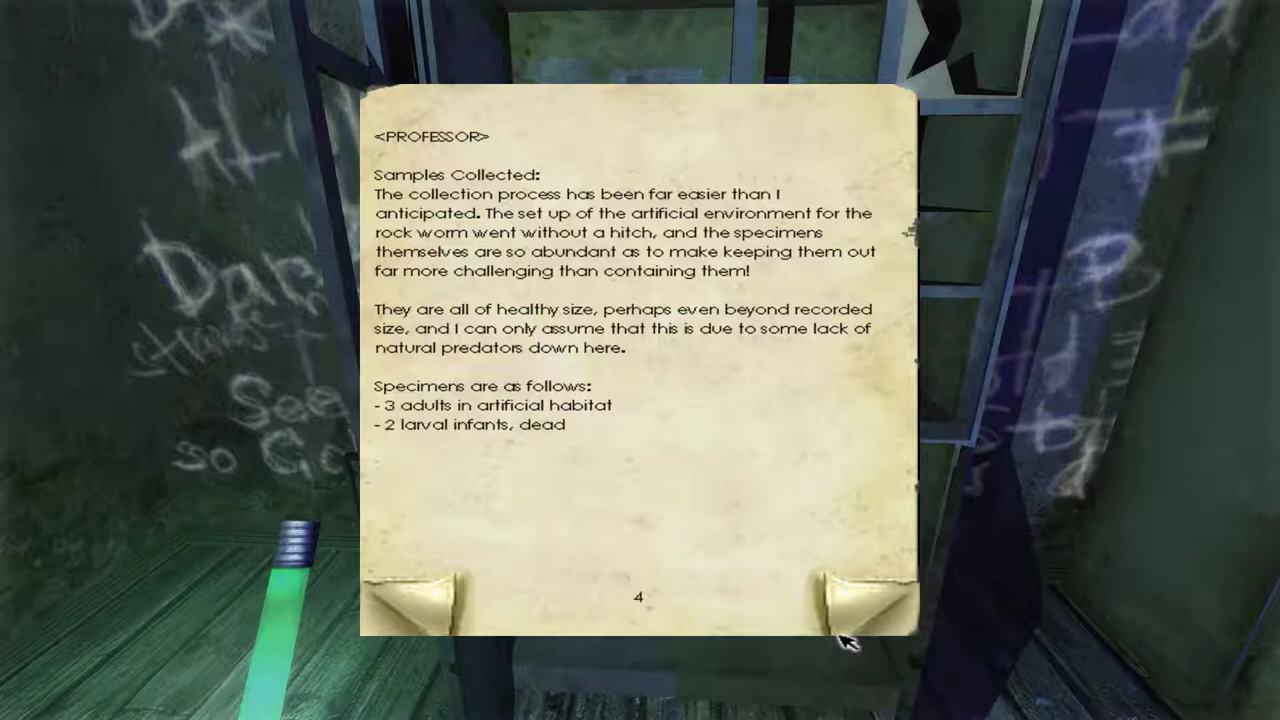 <PROFESSOR>
Samples Collected:
The collection process has been far easier than I
anticipated. The set up of the artificial environment for the
rock worm went without a hitch, and the specimens
themselves are so abundant as to make keeping them out
far more challenging than containing them!
They are all of healthy size, perhaps even beyond recorded
size, and I can only assume that this is due to some lack of
natural predators down here.
Specimens are as follows:
- 3 adults in artificial habitat
- 2 larval infants, dead
4
See
so